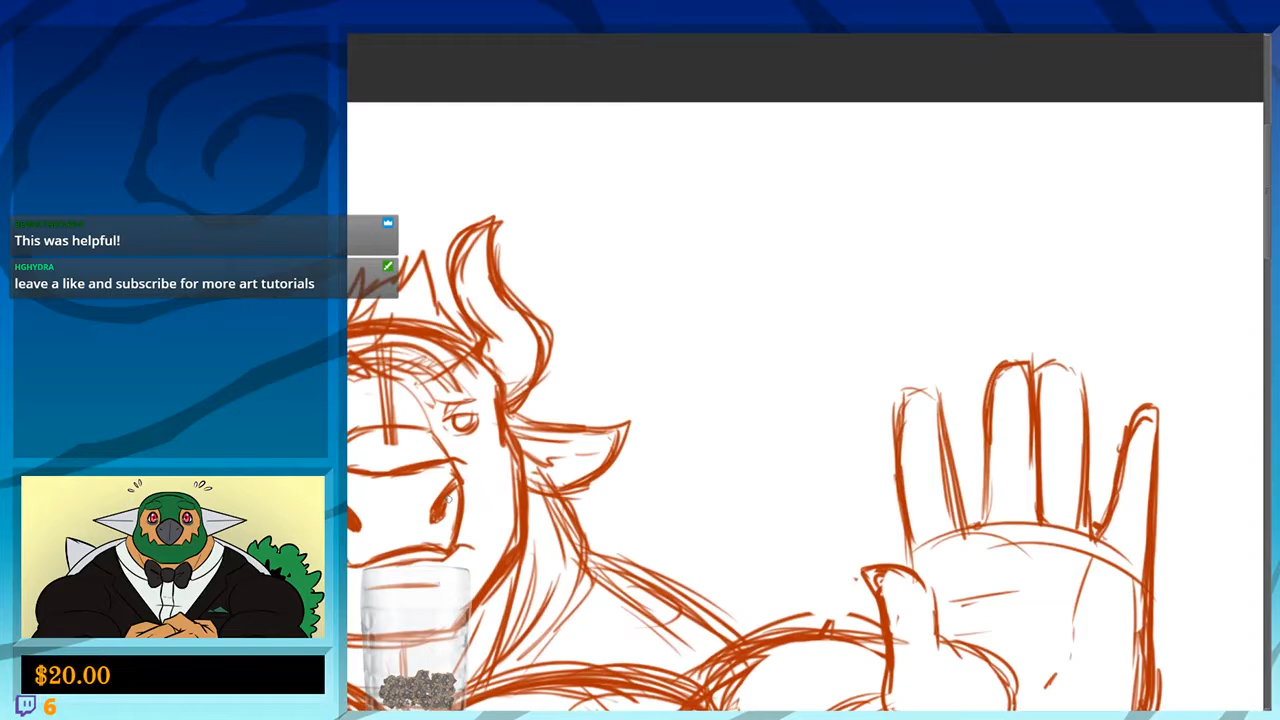 This was helpful!
HGHYDRA
leave a like and subscribe for more art tutorials
$20.00
6